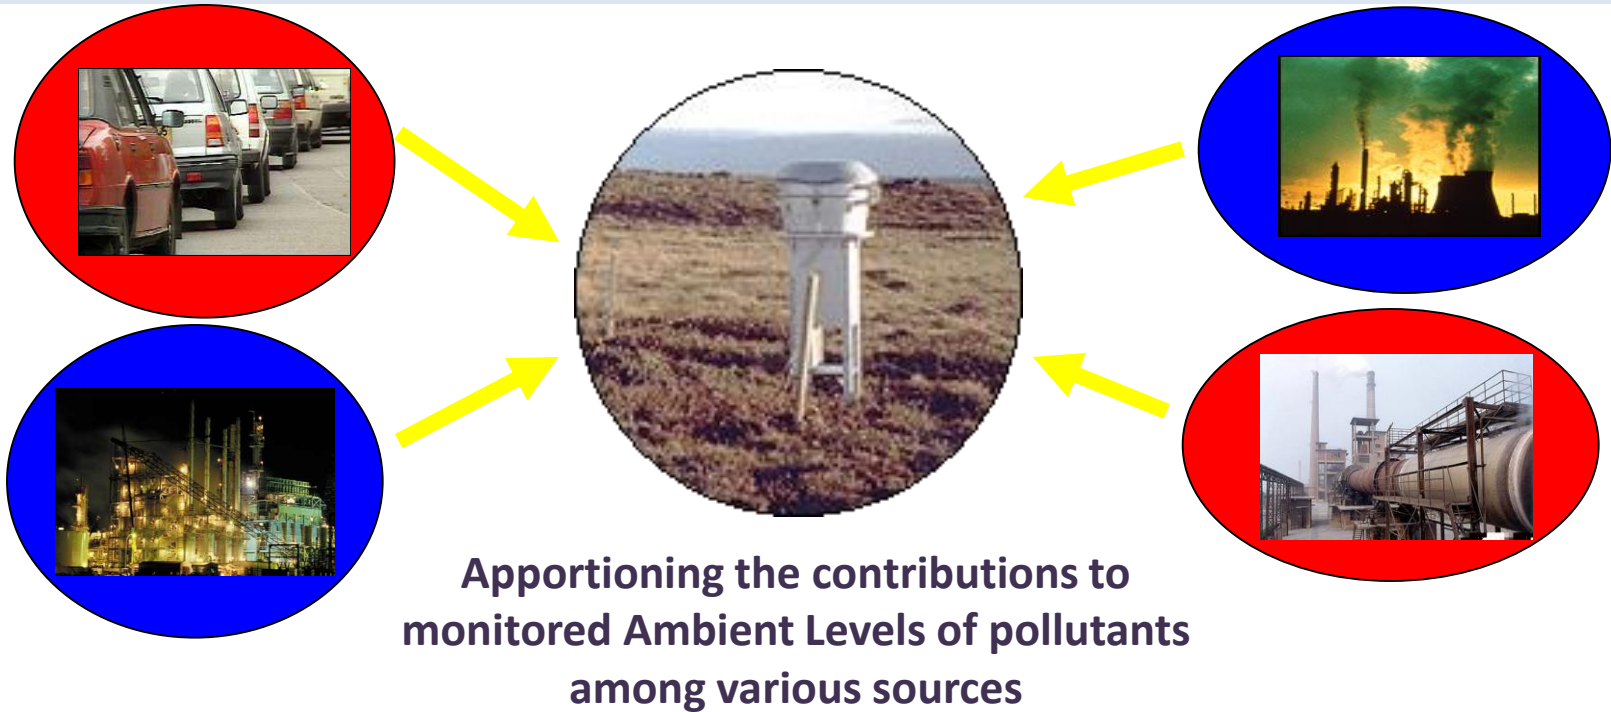 Apportioning the contributions to
monitored Ambient Levels of pollutants
among various sources